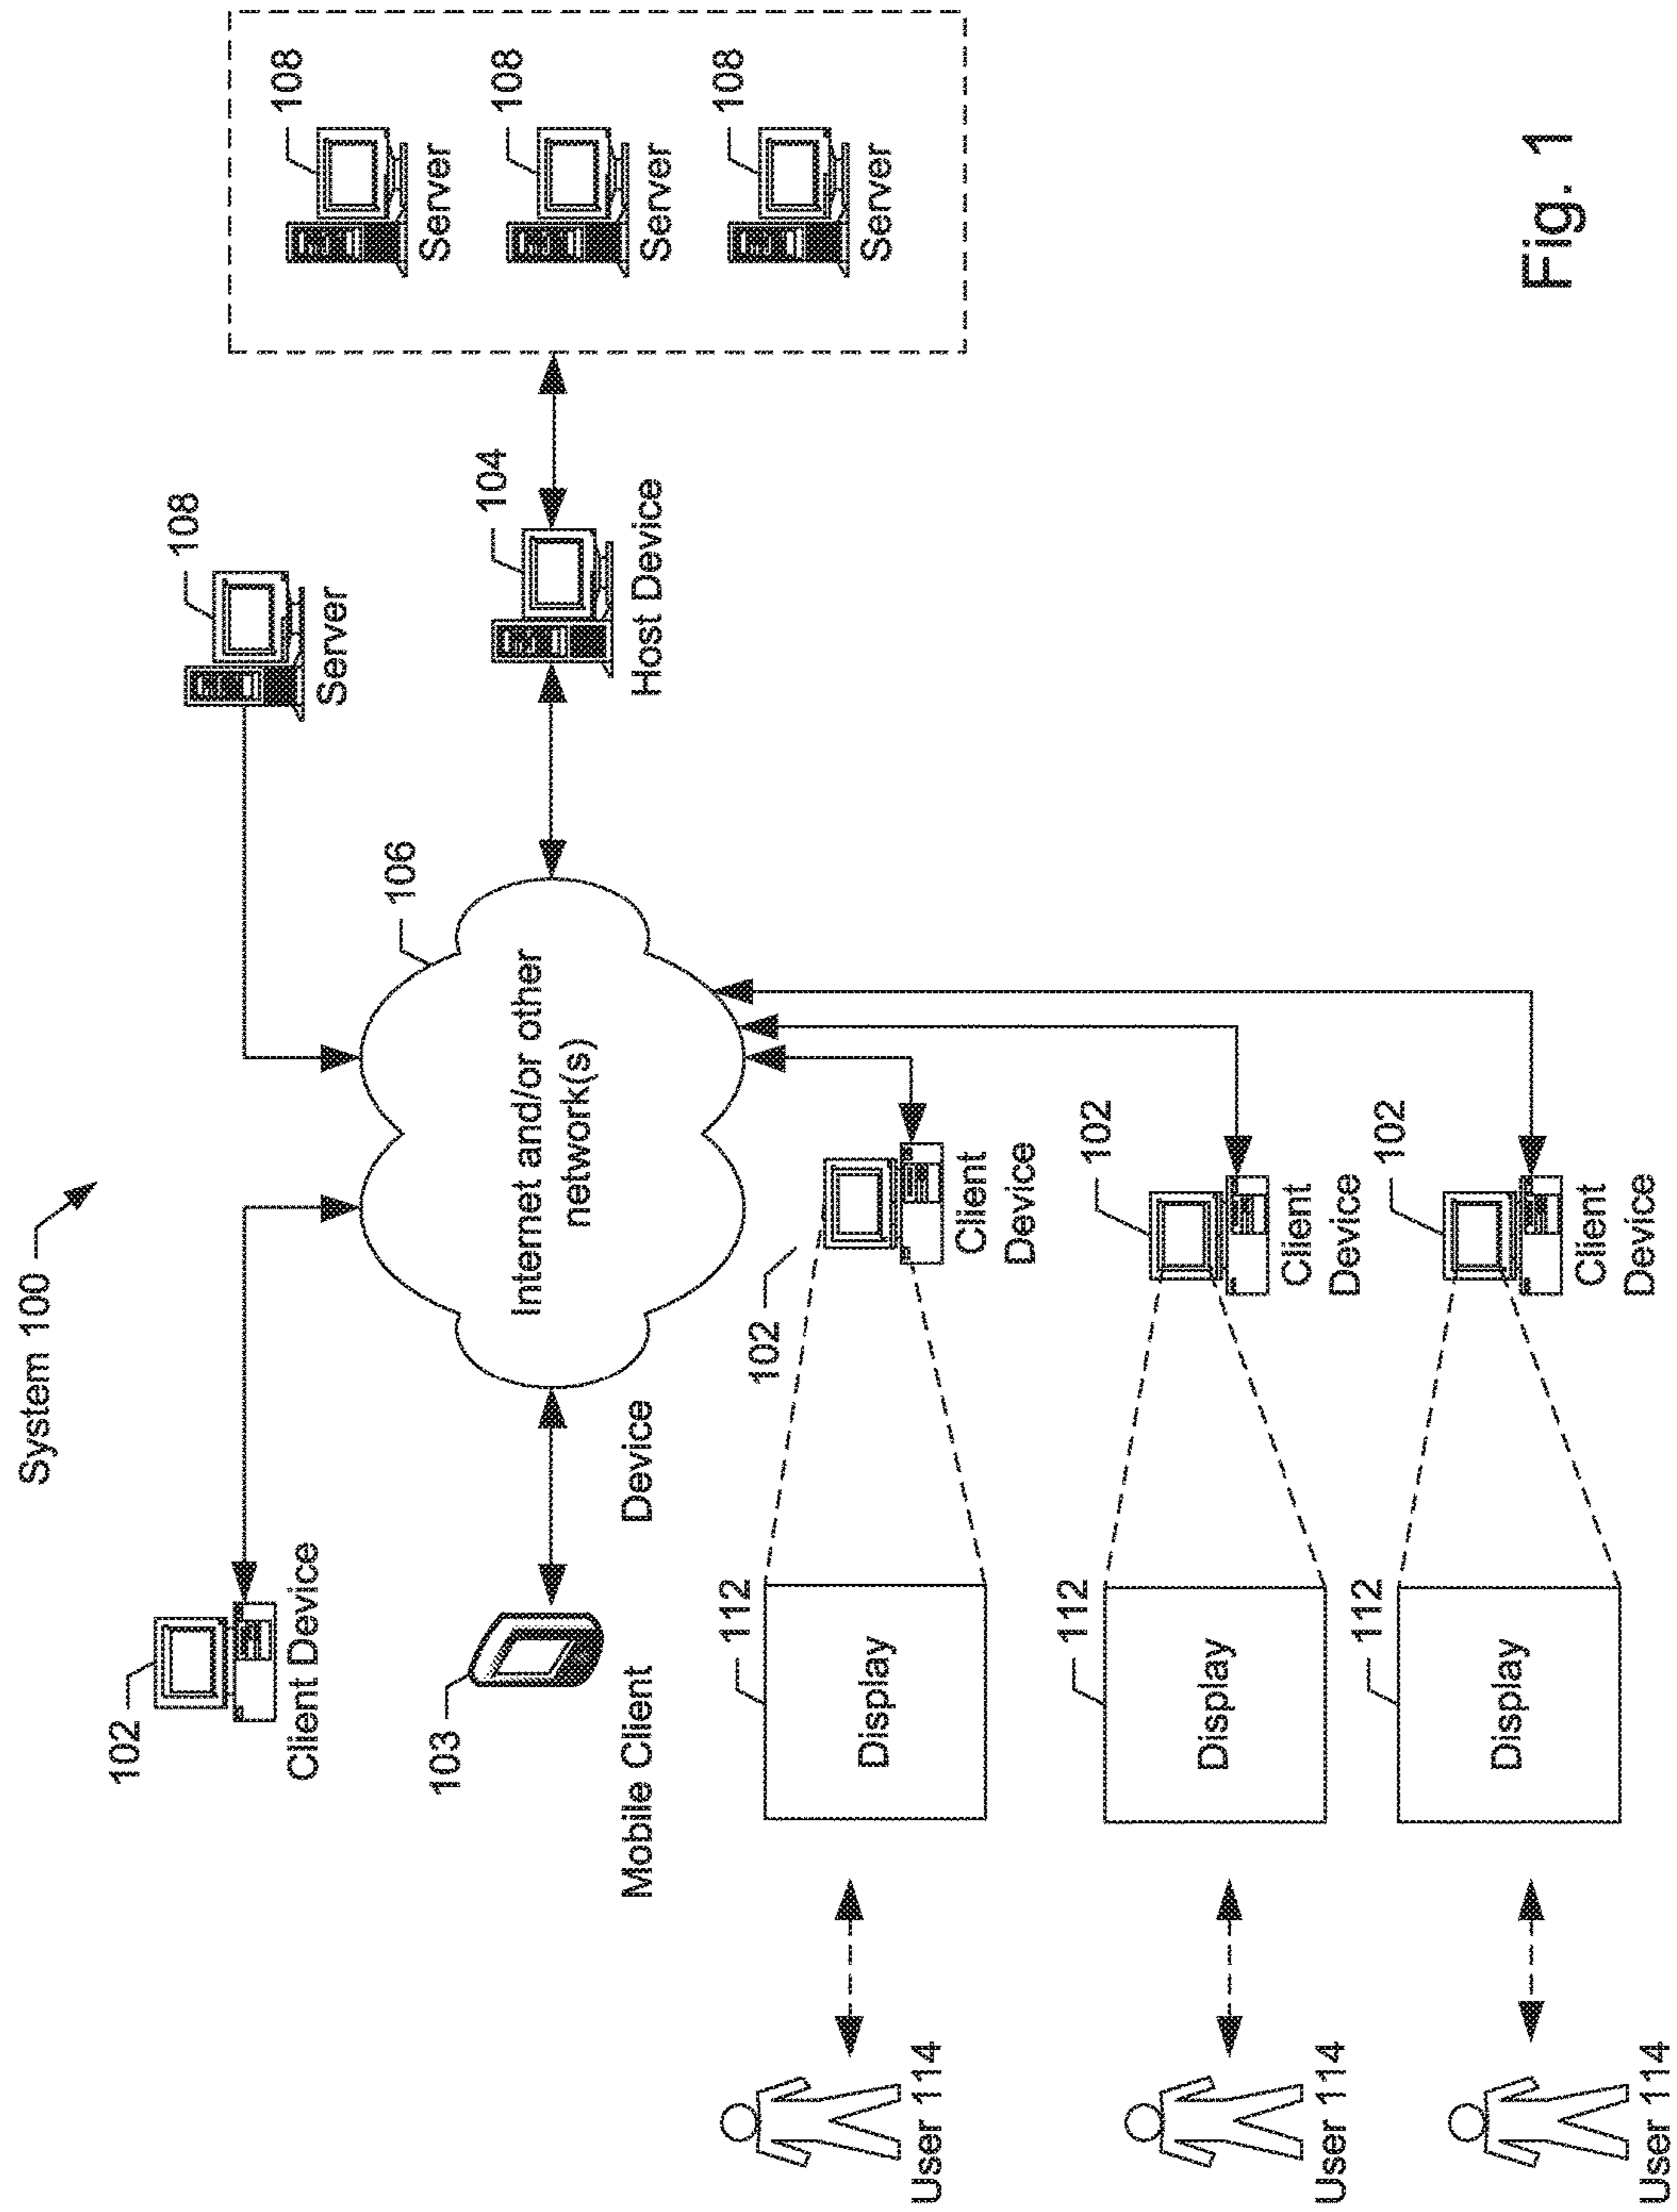 System 100
102
Client Device
108
Server
103
Mobile Client
Device
106
Internet and/or other
network(s)
104
Host Device
108
Server
108
Server
108
Server
User 114
112
Display
102
Client
Device
User 114
112
Display
102
Client
Device
User 114
112
Display
102
Client
Device
Fig. 1